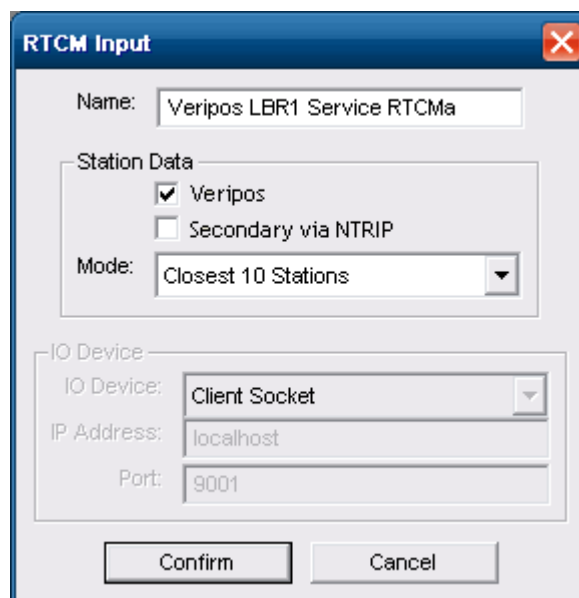 RTCM Input
Name: Veripos LBR1 Service RTCMa
Station Data
Veripos
Secondary via NTRIP
Mode: Closest 10 Stations
IO Device
IO Device: Client Socket
IP Address: localhost
Port: 9001
Confirm Cancel